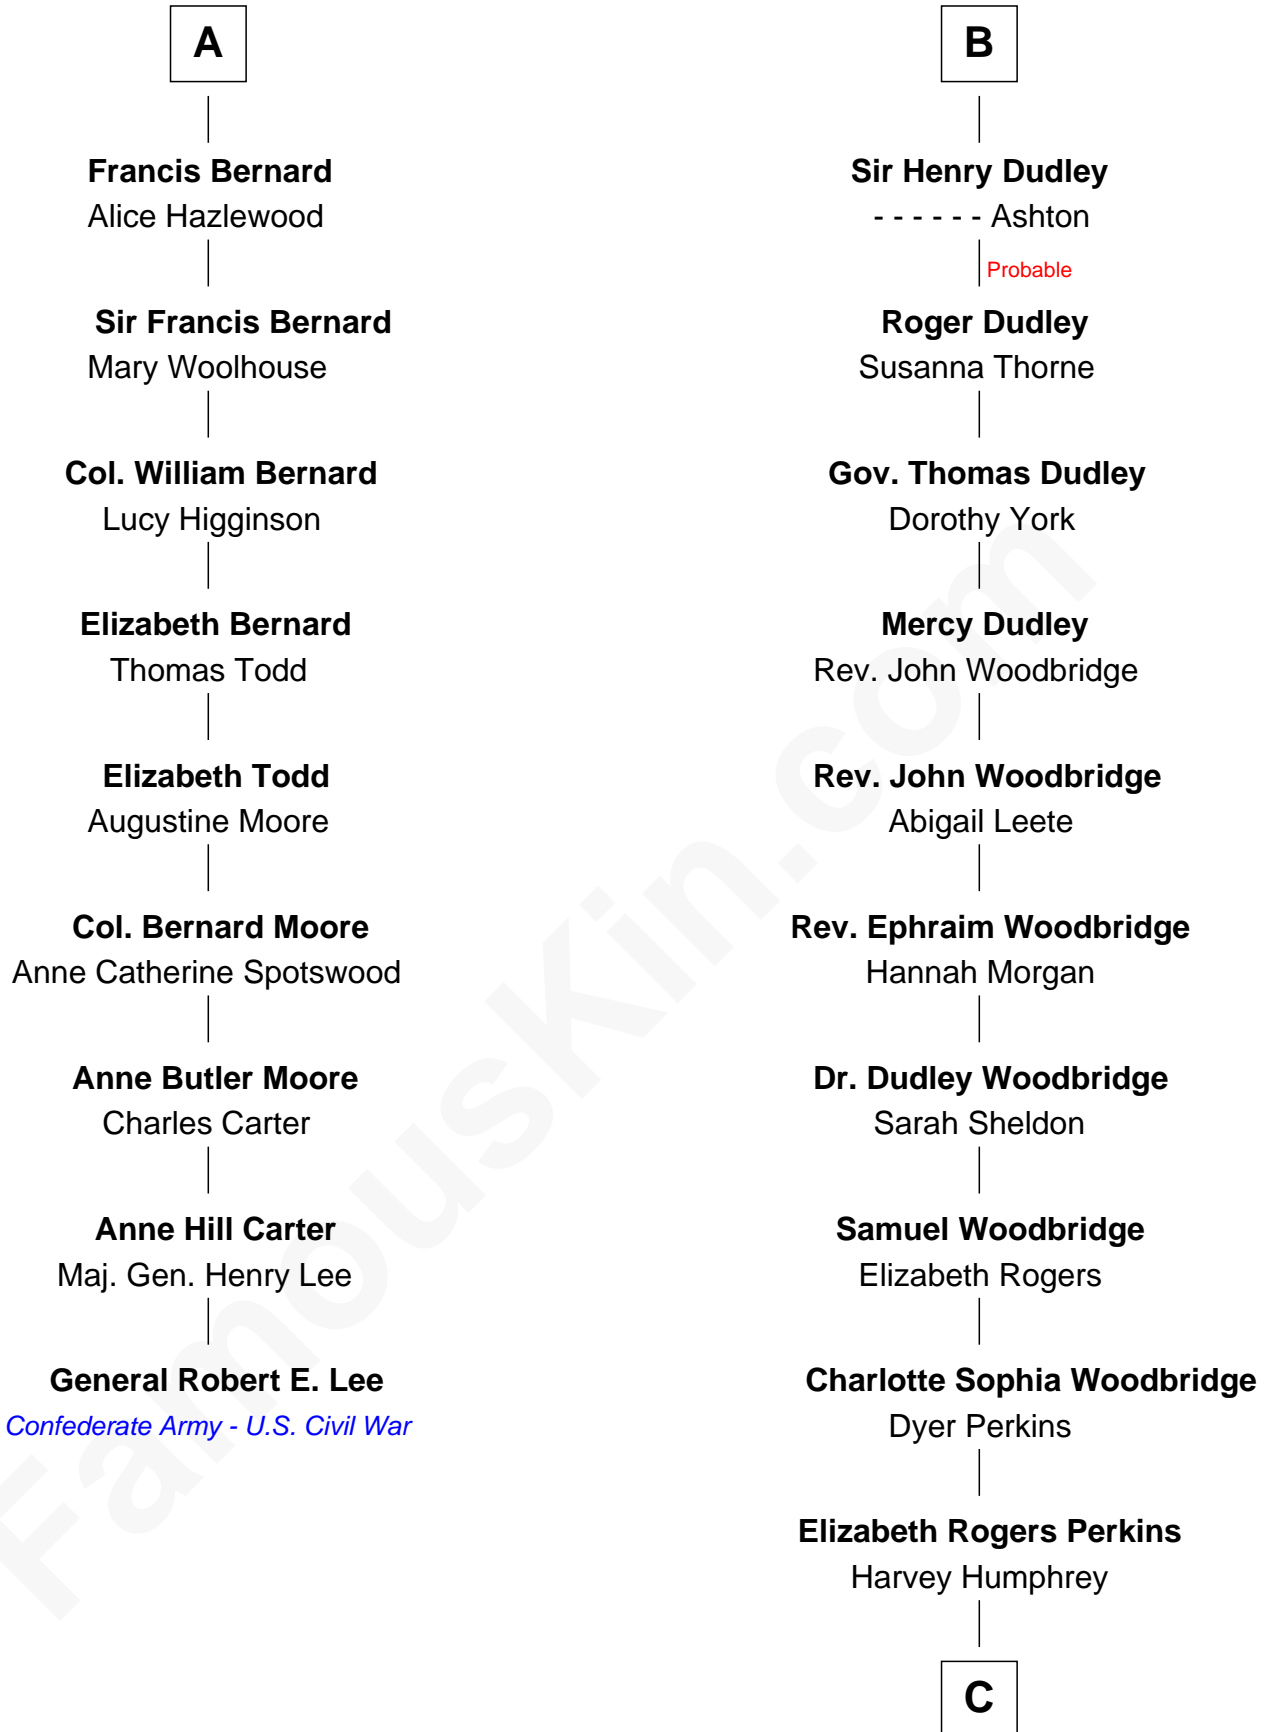 A
Francis Bernard
Alice Hazlewood
Sir Francis Bernard
Mary Woolhouse
Col. William Bernard
Lucy Higginson
Elizabeth Bernard
Thomas Todd
Elizabeth Todd
Augustine Moore
Col. Bernard Moore
Anne Catherine Spotswood
Anne Butler Moore
Charles Carter
Anne Hill Carter
Maj. Gen. Henry Lee
General Robert E. Lee
Confederate Army - U.S. Civil War
B
Sir Henry Dudley
- - - - - - Ashton
Probable
Roger Dudley
Susanna Thorne
Gov. Thomas Dudley
Dorothy York
Mercy Dudley
Rev. John Woodbridge
Rev. John Woodbridge
Abigail Leete
Rev. Ephraim Woodbridge
Hannah Morgan
Dr. Dudley Woodbridge
Sarah Sheldon
Samuel Woodbridge
Elizabeth Rogers
Charlotte Sophia Woodbridge
Dyer Perkins
Elizabeth Rogers Perkins
Harvey Humphrey
C
FamousKin.com